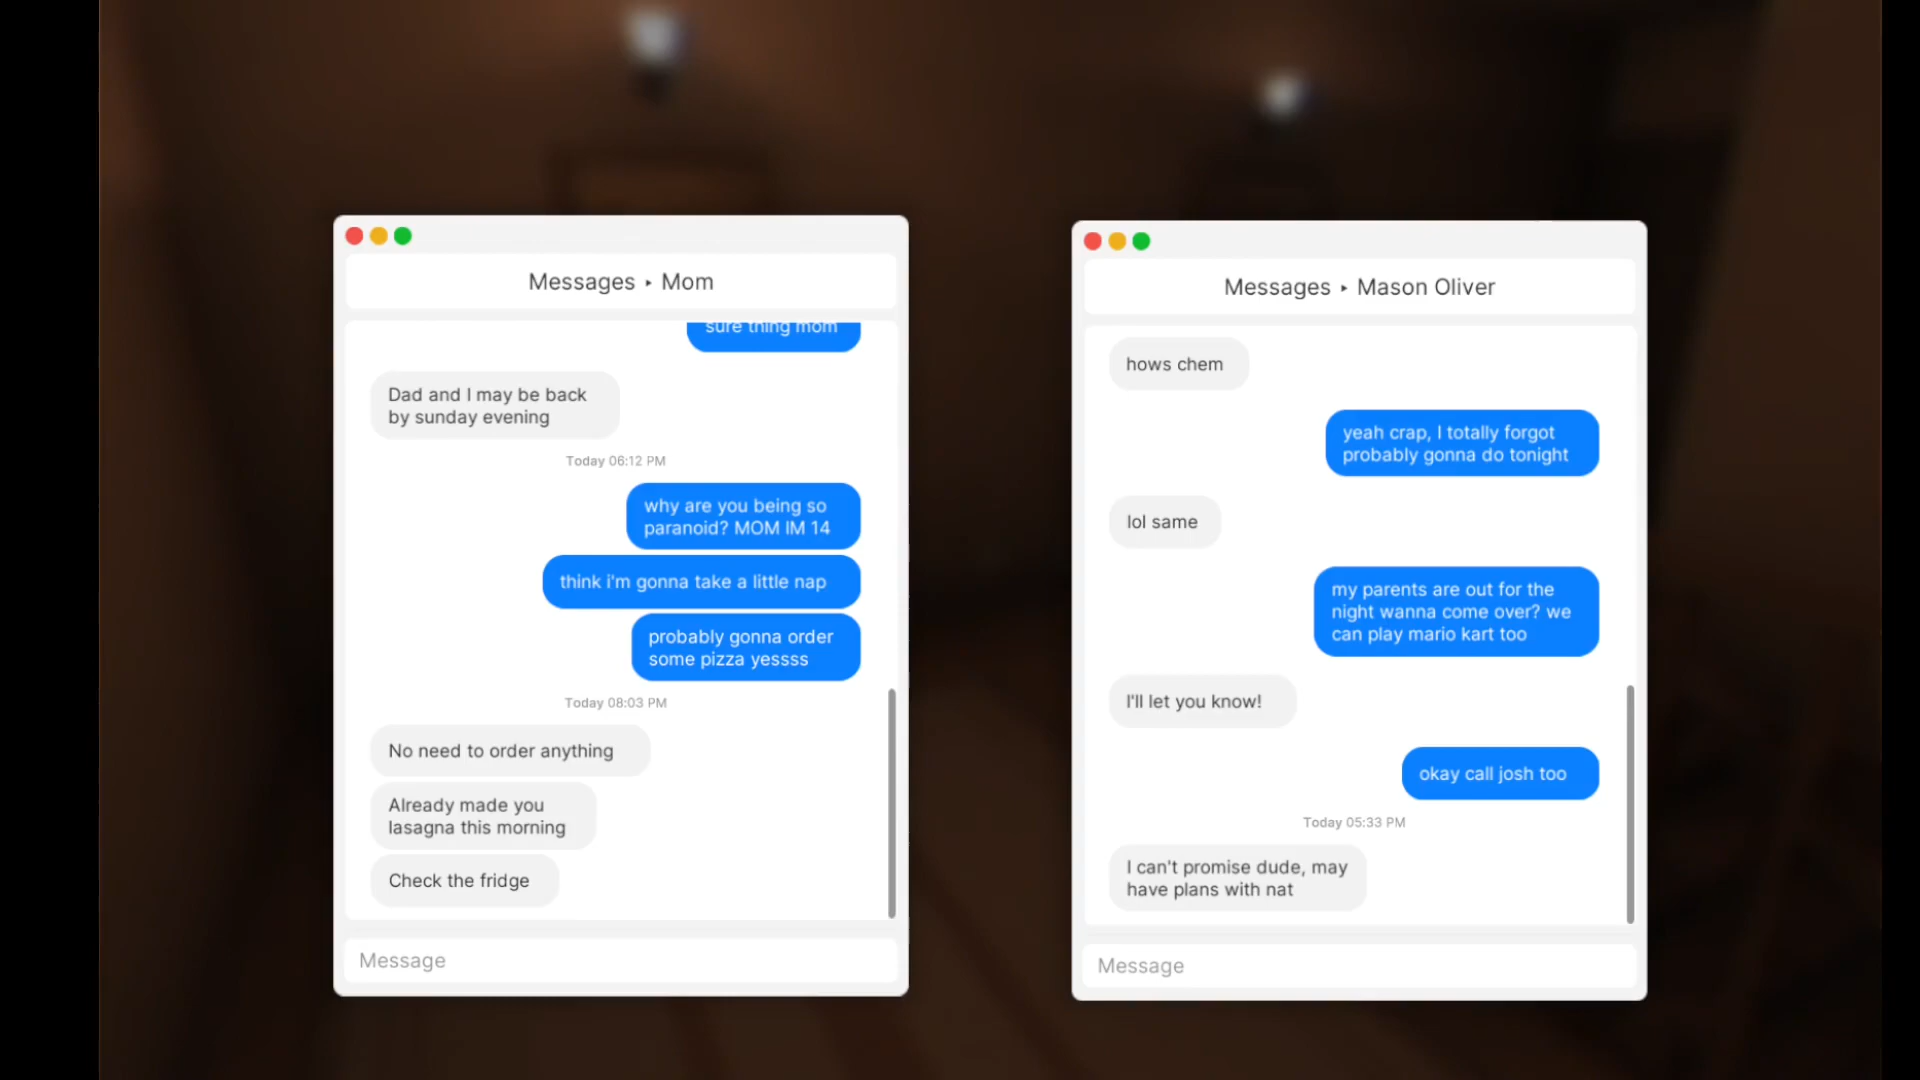 Messages ‣ Mom
sure thing mom
Dad and I may be back
by sunday evening
Today 06:12 PM
why are you being so
paranoid? MOM IM 14
think i'm gonna take a little nap
probably gonna order
some pizza yessss
Today 08:03 PM
No need to order anything
Already made you
lasagna this morning
Check the fridge
Message
Messages ‣ Mason Oliver
hows chem
yeah crap, I totally forgot
probably gonna do tonight
lol same
my parents are out for the
night wanna come over? we
can play mario kart too
I'll let you know!
okay call josh too
Today 05:33 PM
I can't promise dude, may
have plans with nat
Message